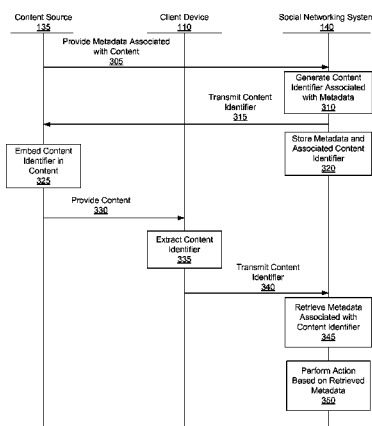 Content Source
135
Client Device
110
Social Networking System
140
Provide Metadata Associated
with Content
305
Generate Content
Identifier Associated
with Metadata
310
Transmit Content
Identifier
315
Store Metadata and
Associated Content
Identifier
320
Embed Content
Identifier in
Content
325
Provide Content
330
Extract Content
Identifier
335
Transmit Content
Identifier
340
Retrieve Metadata
Associated with
Content Identifier
345
Perform Action
Based on Retrieved
Metadata
350